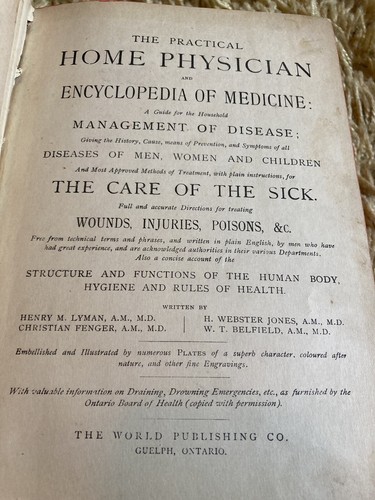 THE PRACTICAL
HOME PHYSICIAN
AND
ENCYCLOPEDIA OF MEDICINE:
A Guide for the Household
MANAGEMENT OF DISEASE;
Giving the History, Cause, means of Prevention, and Symptoms of all
DISEASES OF MEN, WOMEN AND CHILDREN
And Most Approved Methods of Treatment, with plain instructions, for
THE CARE OF THE SICK.
Full and accurate Directions for treating
WOUNDS, INJURIES, POISONS, &C.
Free from technical terms and phrases, and written in plain English, by men who have
had great experience, and are acknowledged authorities in their various Departments.
Also a concise account of the
STRUCTURE AND FUNCTIONS OF THE HUMAN BODY,
HYGIENE AND RULES OF HEALTH.
WRITTEN BY
HENRY M. LYMAN, A.M., M.D.
CHRISTIAN FENGER, A.M., M.D.
H. WEBSTER JONES, A.M., M.D.
W. T. BELFIELD, A.M., M.D.
Embellished and Illustrated by numerous PLATES of a superb character, coloured after
nature, and other fine Engravings.
With valuable information on Draining, Drowning Emergencies, etc., as furnished by the
Ontario Board of Health (copied with permission).
THE WORLD PUBLISHING CO.
GUELPH, ONTARIO.